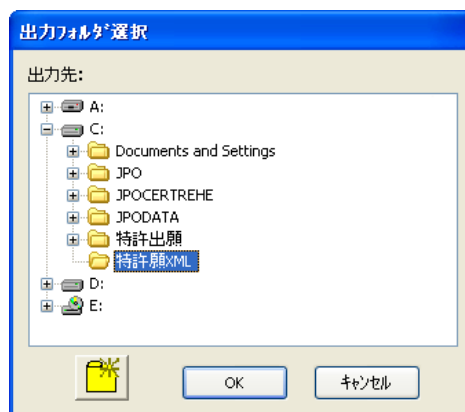 出力ﾌｫﾙﾀﾞ選択
出力先:
A:
C:
Documents and Settings
JPO
JPOCERTREHE
JPODATA
特許出願
特許願XML
D:
E:
OK
ｷｬﾝｾﾙ